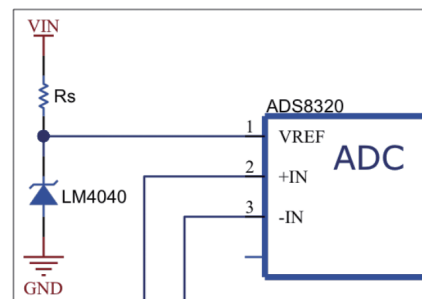 VIN
Rs
ADS8320
1
VREF
ADC
2
+IN
LM4040
3
-IN
GND